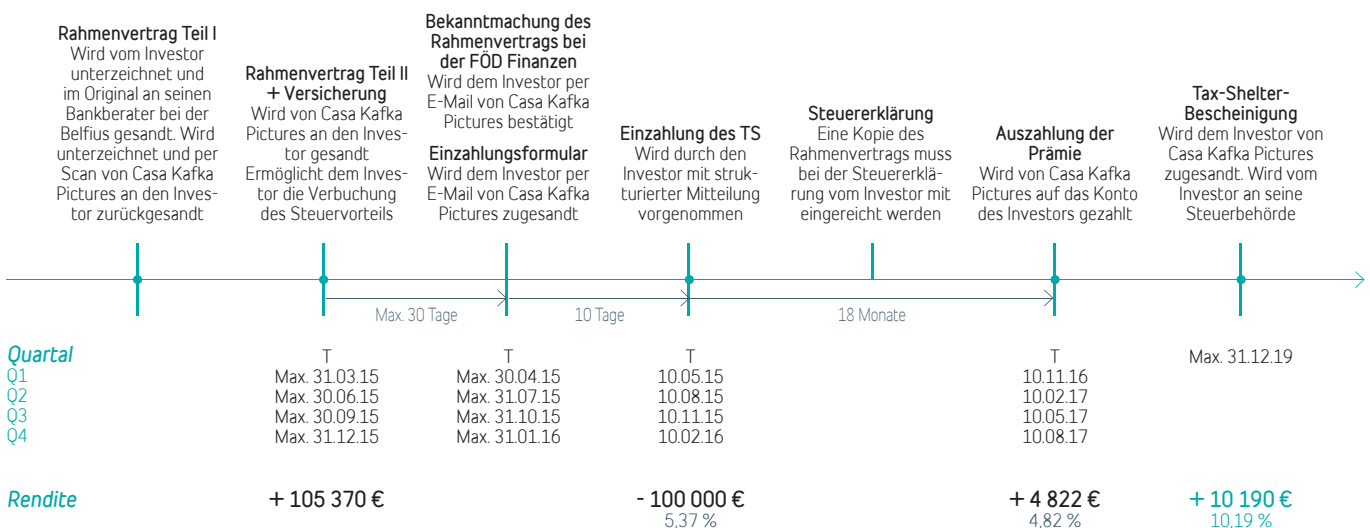 Rahmenvertrag Teil I
Wird vom Investor
unterzeichnet und
im Original an seinen
Bankberater bei der
Belfius gesandt. Wird
unterzeichnet und per
Scan von Casa Kafka
Pictures an den Inves-
tor zurückgesandt
Rahmenvertrag Teil II
+ Versicherung
Wird von Casa Kafka
Pictures an den Inves-
tor gesandt
Ermöglicht dem Inves-
tor die Verbuchung
des Steuervorteils
Bekanntmachung des
Rahmenvertrags bei
der FÖD Finanzen
Wird dem Investor per
E-Mail von Casa Kafka
Pictures bestätigt
Einzahlungsformular
Wird dem Investor per
E-Mail von Casa Kafka
Pictures zugesandt
Einzahlung des TS
Wird durch den
Investor mit struk-
turierter Mitteilung
vorgenommen
Steuererklärung
Eine Kopie des
Rahmenvertrags muss
bei der Steuererklä-
rung vom Investor mit
eingereicht werden
Auszahlung der
Prämie
Wird von Casa Kafka
Pictures auf das Konto
des Investors gezahlt
Tax-Shelter-
Bescheinigung
Wird dem Investor von
Casa Kafka Pictures
zugesandt. Wird vom
Investor an seine
Steuerbehörde
Max. 30 Tage
10 Tage
18 Monate
Quartal T T T T Max. 31.12.19
Q1 Max. 31.03.15 Max. 30.04.15 10.05.15 10.11.16
Q2 Max. 30.06.15 Max. 31.07.15 10.08.15 10.02.17
Q3 Max. 30.09.15 Max. 31.10.15 10.11.15 10.05.17
Q4 Max. 31.12.15 Max. 31.01.16 10.02.16 10.08.17
Rendite + 105 370 € - 100 000 € + 4 822 € + 10 190 €
5,37 % 4,82 % 10,19 %